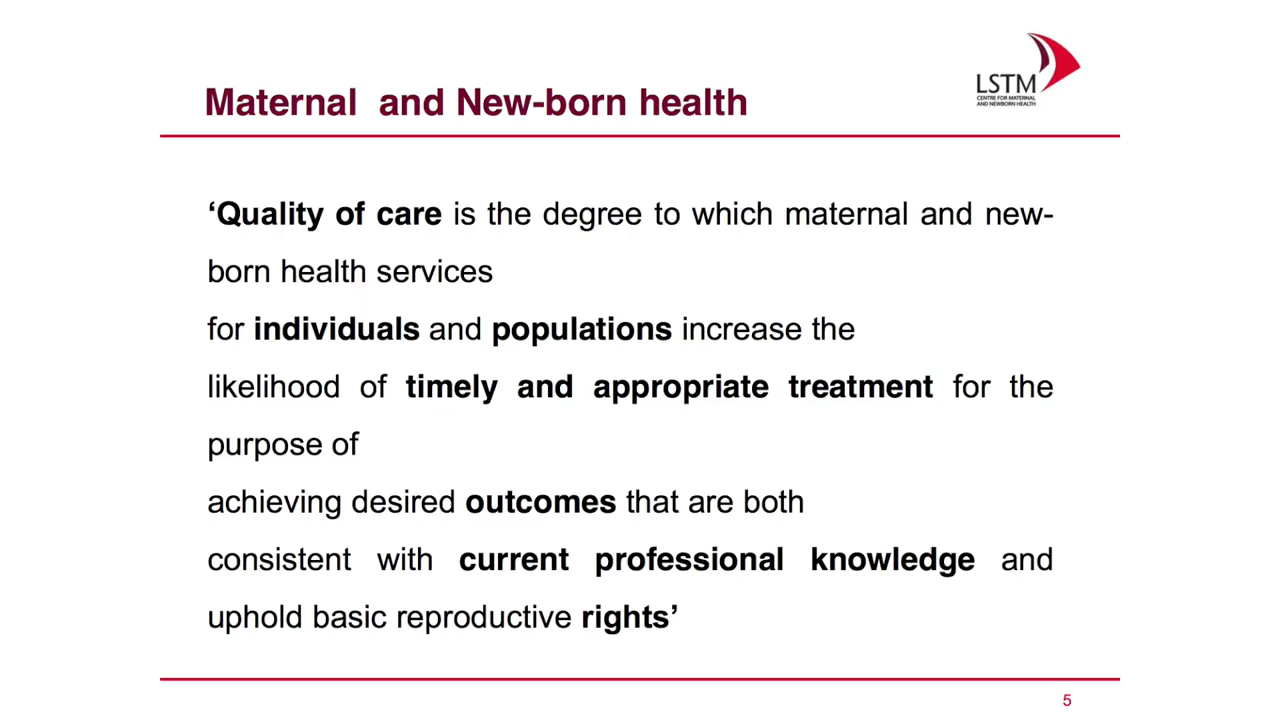 LSTM
CENTRE FOR MATERNAL
AND NEWBORN HEALTH
Maternal and New-born health
‘Quality of care is the degree to which maternal and new-
born health services
for individuals and populations increase the
likelihood of timely and appropriate treatment for the
purpose of
achieving desired outcomes that are both
consistent with current professional knowledge and
uphold basic reproductive rights’
5